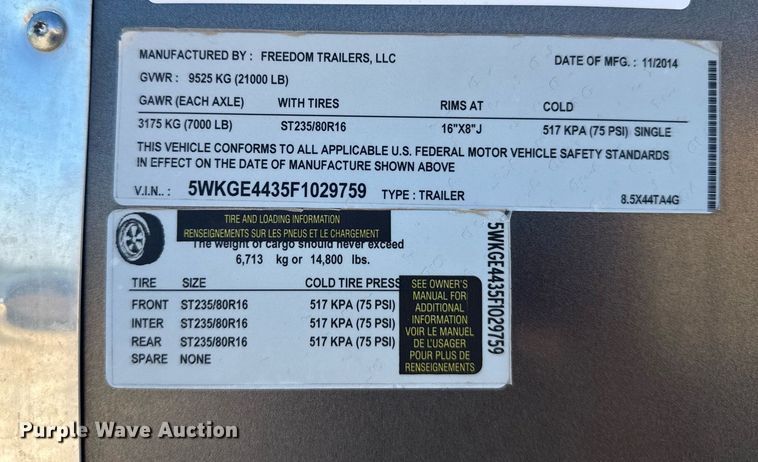 MANUFACTURED BY : FREEDOM TRAILERS, LLC DATE OF MFG. : 11/2014
GVWR : 9525 KG (21000 LB)
GAWR (EACH AXLE) WITH TIRES RIMS AT COLD
3175 KG (7000 LB) ST235/80R16 16"X8"J 517 KPA (75 PSI) SINGLE
THIS VEHICLE CONFORMS TO ALL APPLICABLE U.S. FEDERAL MOTOR VEHICLE SAFETY STANDARDS
IN EFFECT ON THE DATE OF MANUFACTURE SHOWN ABOVE
V.I.N.. : 5WKGE4435F1029759 TYPE : TRAILER 8.5X44TA4G
TIRE AND LOADING INFORMATION
RENSEIGNEMENTS SUR LES PNEUS ET LE CHARGEMENT
The weight of cargo should never exceed
6,713 kg or 14,800 lbs.
TIRE SIZE COLD TIRE PRESS
FRONT ST235/80R16 517 KPA (75 PSI)
INTER ST235/80R16 517 KPA (75 PSI)
REAR ST235/80R16 517 KPA (75 PSI)
SPARE NONE
SEE OWNER'S
MANUAL FOR
ADDITIONAL
INFORMATION
VOIR LE MANUEL
DE L'USAGER
POUR PLUS DE
RENSEIGNEMENTS
5WKGE4435F1029759
Purple Wave Auction